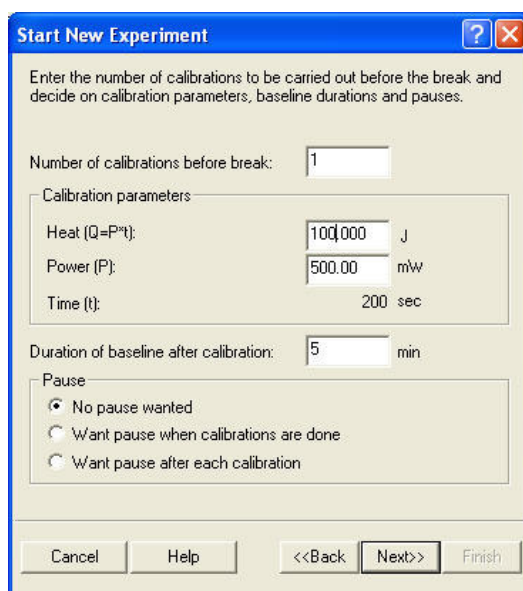 Start New Experiment
Enter the number of calibrations to be carried out before the break and
decide on calibration parameters, baseline durations and pauses.
Number of calibrations before break: 1
Calibration parameters
Heat (Q=P*t): 100.000 J
Power (P): 500.00 mW
Time (t): 200 sec
Duration of baseline after calibration: 5 min
Pause
No pause wanted
Want pause when calibrations are done
Want pause after each calibration
Cancel Help <<Back Next>> Finish